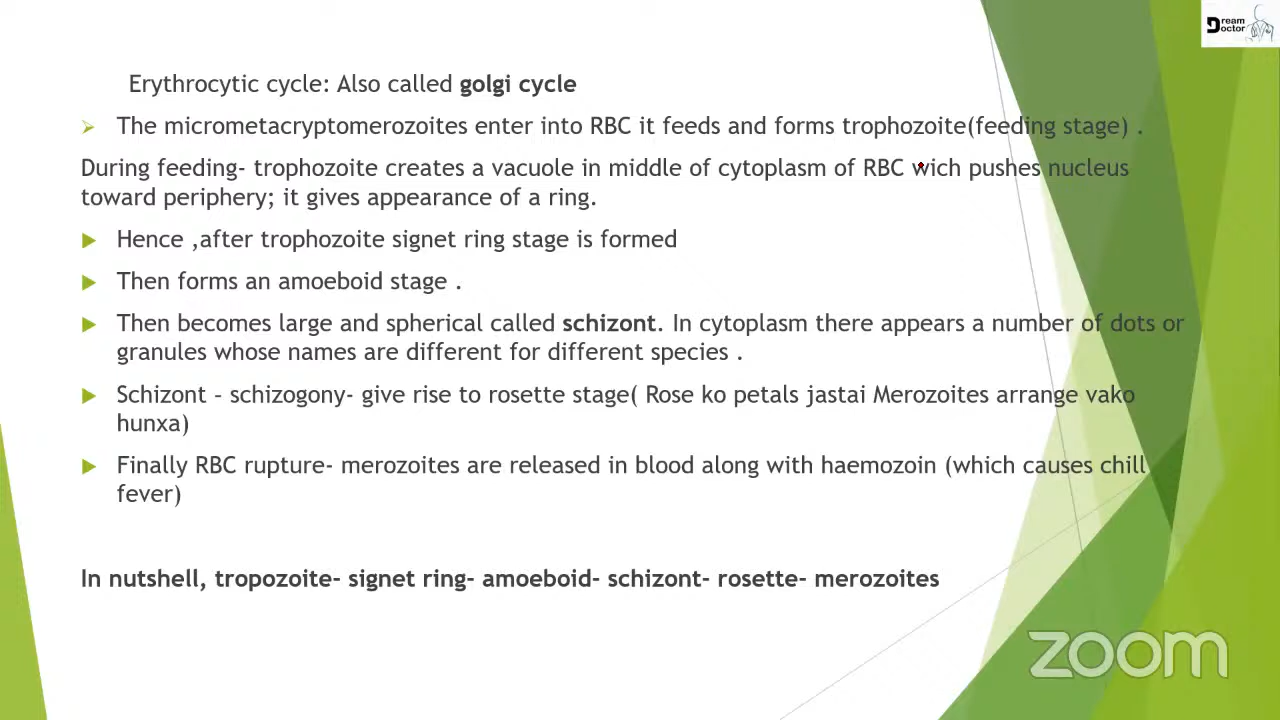 Dream
Doctor
Erythrocytic cycle: Also called golgi cycle
The micrometacryptomerozoites enter into RBC it feeds and forms trophozoite(feeding stage) .
During feeding- trophozoite creates a vacuole in middle of cytoplasm of RBC wich pushes nucleus
toward periphery; it gives appearance of a ring.
Hence ,after trophozoite signet ring stage is formed
Then forms an amoeboid stage .
Then becomes large and spherical called schizont. In cytoplasm there appears a number of dots or
granules whose names are different for different species .
Schizont – schizogony- give rise to rosette stage( Rose ko petals jastai Merozoites arrange vako
hunxa)
Finally RBC rupture- merozoites are released in blood along with haemozoin (which causes chill
fever)
In nutshell, tropozoite- signet ring- amoeboid- schizont- rosette- merozoites
zoom